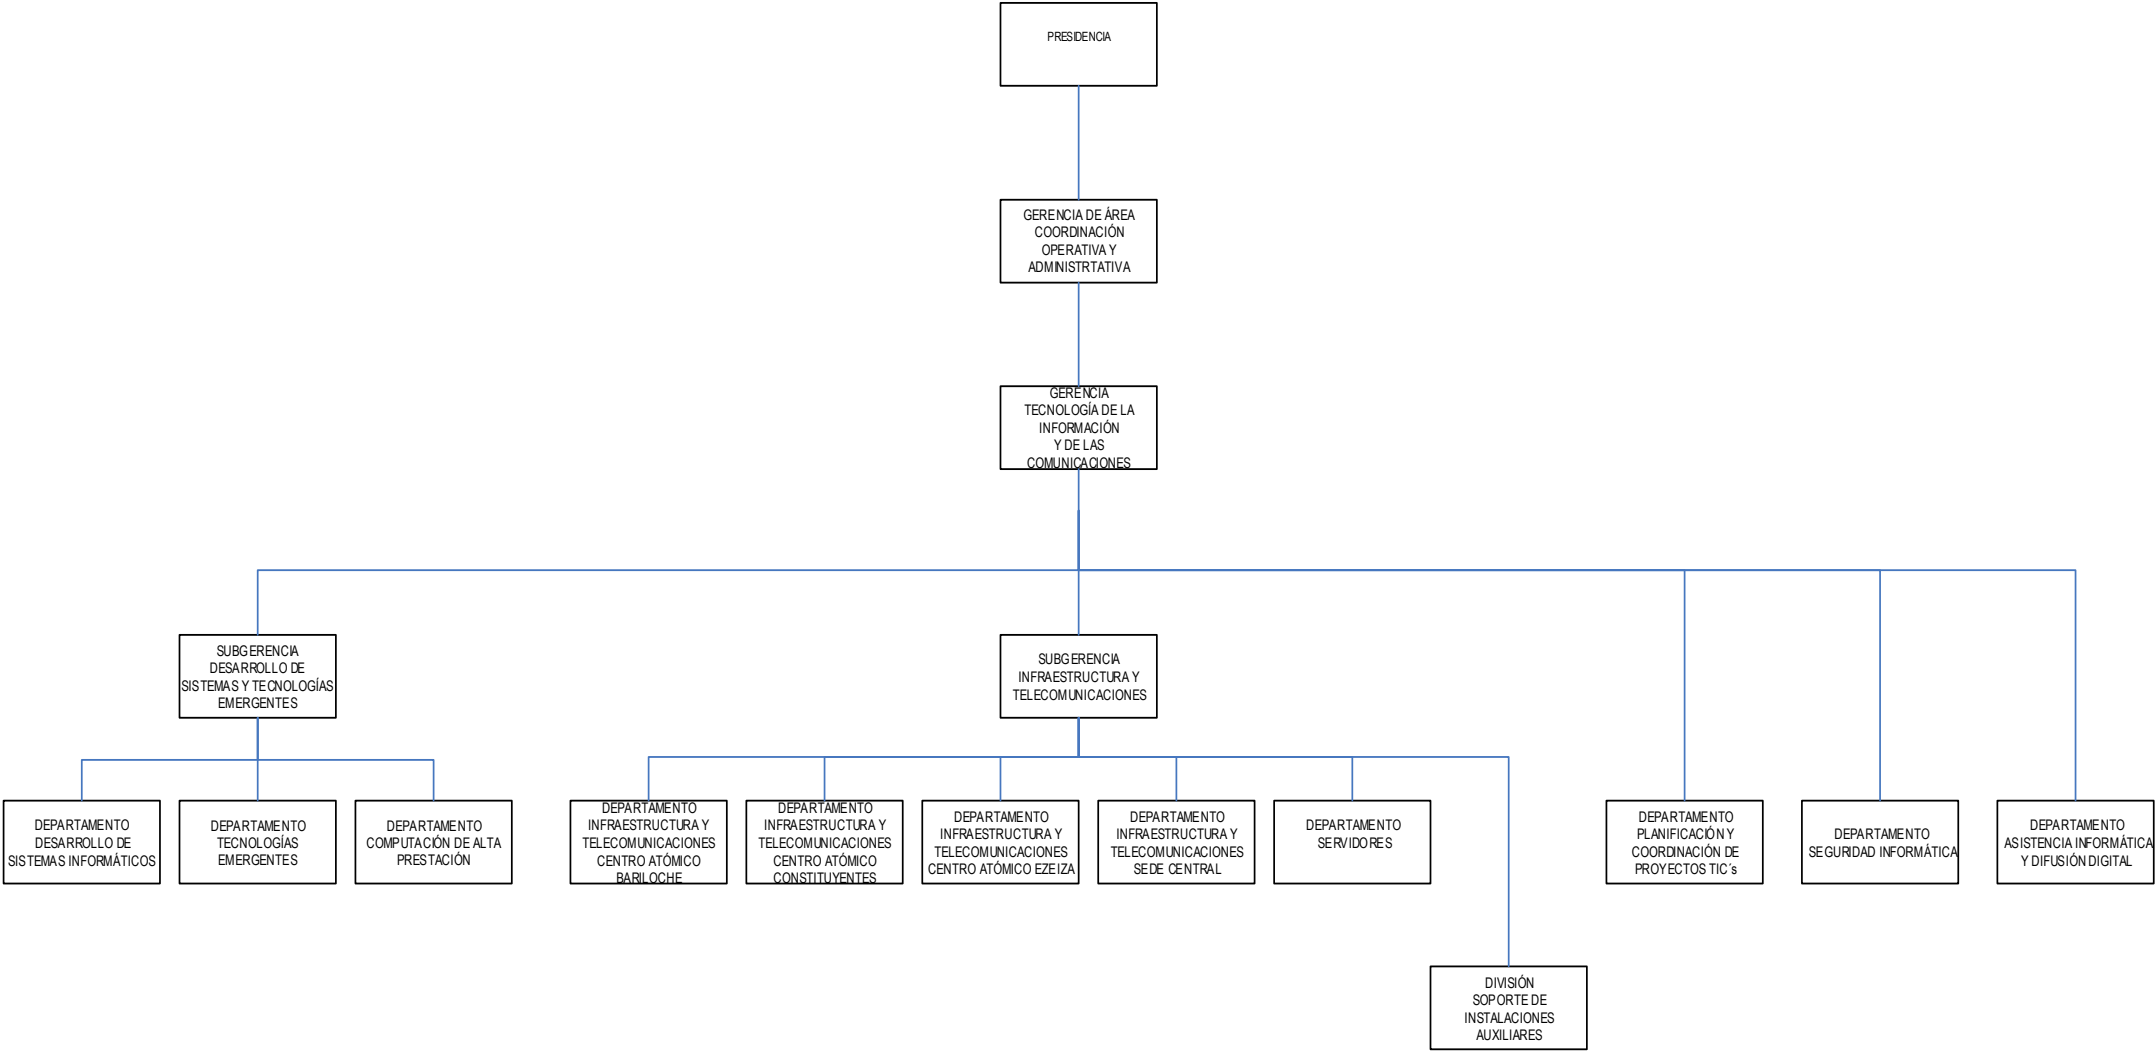 PRESIDENCIA
GERENCIA DE ÁREA
COORDINACIÓN
OPERATIVA Y
ADMINISTRTATIVA
GERENCIA
TECNOLOGÍA DE LA
INFORMACIÓN
Y DE LAS
COMUNICACIONES
SUBGERENCIA
DESARROLLO DE
SISTEMAS Y TECNOLOGÍAS
EMERGENTES
SUBGERENCIA
INFRAESTRUCTURA Y
TELECOMUNICACIONES
DEPARTAMENTO
DESARROLLO DE
SISTEMAS INFORMÁTICOS
DEPARTAMENTO
TECNOLOGÍAS
EMERGENTES
DEPARTAMENTO
COMPUTACIÓN DE ALTA
PRESTACIÓN
DEPARTAMENTO
INFRAESTRUCTURA Y
TELECOMUNICACIONES
CENTRO ATÓMICO
BARILOCHE
DEPARTAMENTO
INFRAESTRUCTURA Y
TELECOMUNICACIONES
CENTRO ATÓMICO
CONSTITUYENTES
DEPARTAMENTO
INFRAESTRUCTURA Y
TELECOMUNICACIONES
CENTRO ATÓMICO EZEIZA
DEPARTAMENTO
INFRAESTRUCTURA Y
TELECOMUNICACIONES
SEDE CENTRAL
DEPARTAMENTO
SERVIDORES
DEPARTAMENTO
PLANIFICACIÓN Y
COORDINACIÓN DE
PROYECTOS TIC´s
DEPARTAMENTO
SEGURIDAD INFORMÁTICA
DEPARTAMENTO
ASISTENCIA INFORMÁTICA
Y DIFUSIÓN DIGITAL
DIVISIÓN
SOPORTE DE
INSTALACIONES
AUXILIARES